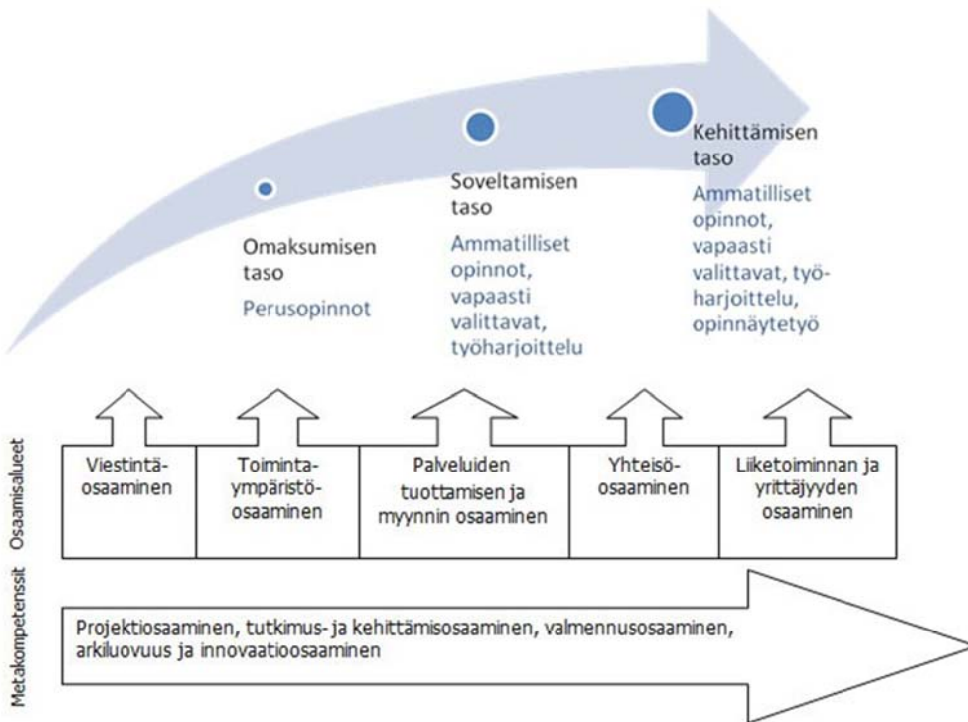 Omaksumisen
taso
Perusopinnot
Soveltamisen
taso
Ammatilliset
opinnot,
vapaasti
valittavat,
työharjoittelu
Kehittämisen
taso
Ammatilliset
opinnot,
vapaasti
valittavat, työ-
harjoittelu,
opinnäytetyö
Osaamisalueet
Viestintä-
osaaminen
Toiminta-
ympäristö-
osaaminen
Palveluiden
tuottamisen ja
myynnin osaaminen
Yhteisö-
osaaminen
Liiketoiminnan ja
yrittäjyyden
osaaminen
Metakompetenssit
Projektiosaaminen, tutkimus- ja kehittämisosaaminen, valmennusosaaminen,
arkiluovuus ja innovaatioosaaminen